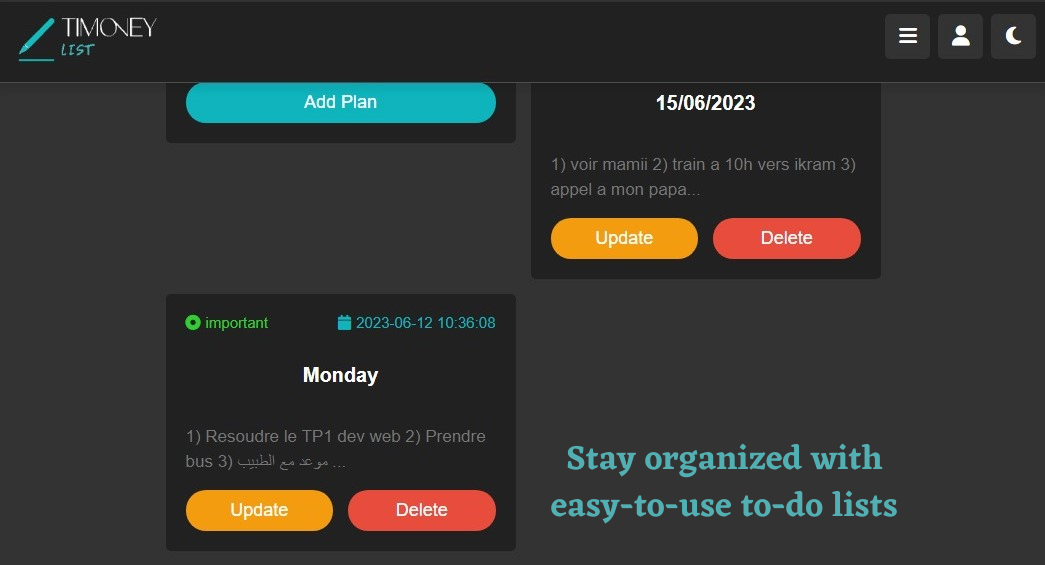 TIMONEY
LIST
Add Plan
15/06/2023
1) voir mamii 2) train a 10h vers ikram 3)
appel a mon papa...
Update
Delete
important
2023-06-12 10:36:08
Monday
1) Resoudre le TP1 dev web 2) Prendre
bus 3) موعد مع الطبيب ...
Update
Delete
Stay organized with
easy-to-use to-do lists